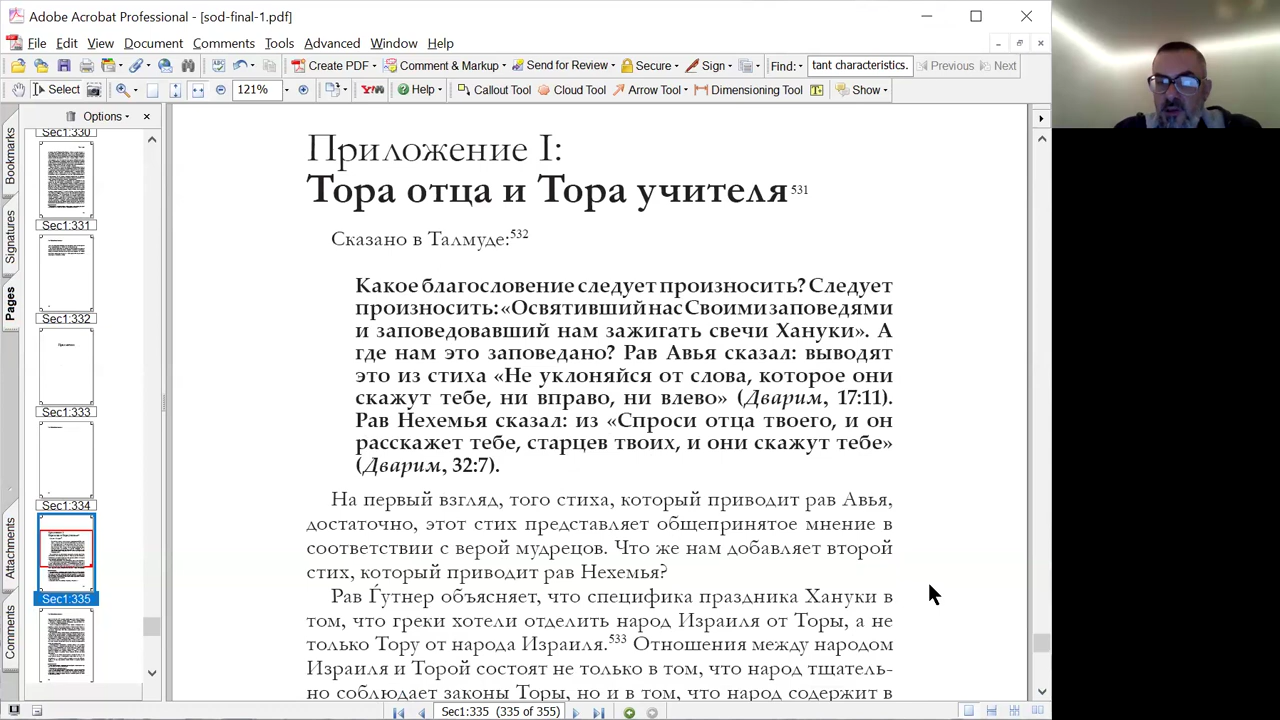 Adobe Acrobat Professional - [sod-final-1.pdf]
File Edit View Document Comments Tools Advanced Window Help
Create PDF Comment & Markup Send for Review Secure Sign Find: tant characteristics. Previous Next
Select 121% Y!M Help Callout Tool Cloud Tool Arrow Tool Dimensioning Tool Show
Options
Bookmarks
Signatures
Pages
Attachments
Comments
Sec1:330
Sec1:331
Sec1:332
Sec1:333
Sec1:334
Sec1:335
Приложение I:
Тора отца и Тора учителя531
Сказано в Талмуде:532
Какое благословение следует произносить? Следует
произносить: «Освятивший нас Своими заповедями
и заповедовавший нам зажигать свечи Хануки». А
где нам это заповедано? Рав Авья сказал: выводят
это из стиха «Не уклоняйся от слова, которое они
скажут тебе, ни вправо, ни влево» (Дварим, 17:11).
Рав Нехемья сказал: из «Спроси отца твоего, и он
расскажет тебе, старцев твоих, и они скажут тебе»
(Дварим, 32:7).
На первый взгляд, того стиха, который приводит рав Авья,
достаточно, этот стих представляет общепринятое мнение в
соответствии с верой мудрецов. Что же нам добавляет второй
стих, который приводит рав Нехемья?
Рав Ѓутнер объясняет, что специфика праздника Хануки в
том, что греки хотели отделить народ Израиля от Торы, а не
только Тору от народа Израиля.533 Отношения между народом
Израиля и Торой состоят не только в том, что народ тщатель-
но соблюдает законы Торы, но и в том, что народ содержит в
Sec1:335 (335 of 355)